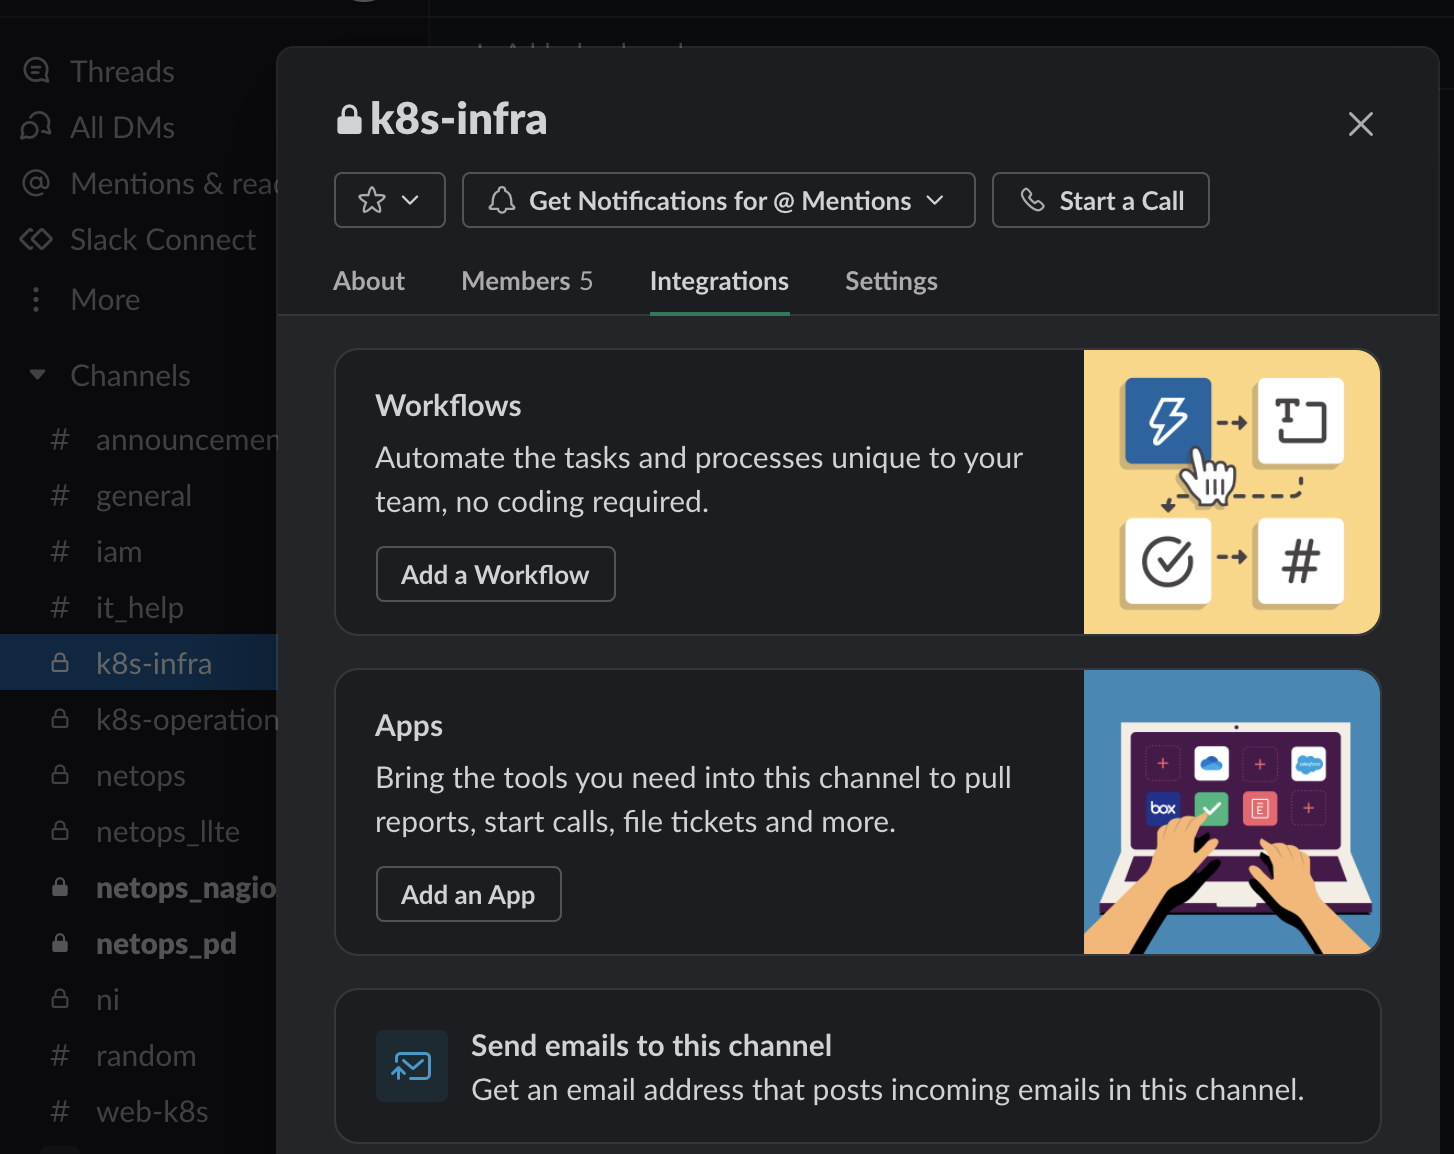 Threads
All DMs
Mentions & reac
Slack Connect
More
Channels
# announcemen
# general
# iam
# it_help
k8s-infra
k8s-operation
netops
netops_llte
netops_nagio
netops_pd
ni
# random
# web-k8s
k8s-infra
Get Notifications for @ Mentions
Start a Call
About
Members 5
Integrations
Settings
Workflows
Automate the tasks and processes unique to your
team, no coding required.
Add a Workflow
T
#
Apps
Bring the tools you need into this channel to pull
reports, start calls, file tickets and more.
Add an App
box
Send emails to this channel
Get an email address that posts incoming emails in this channel.